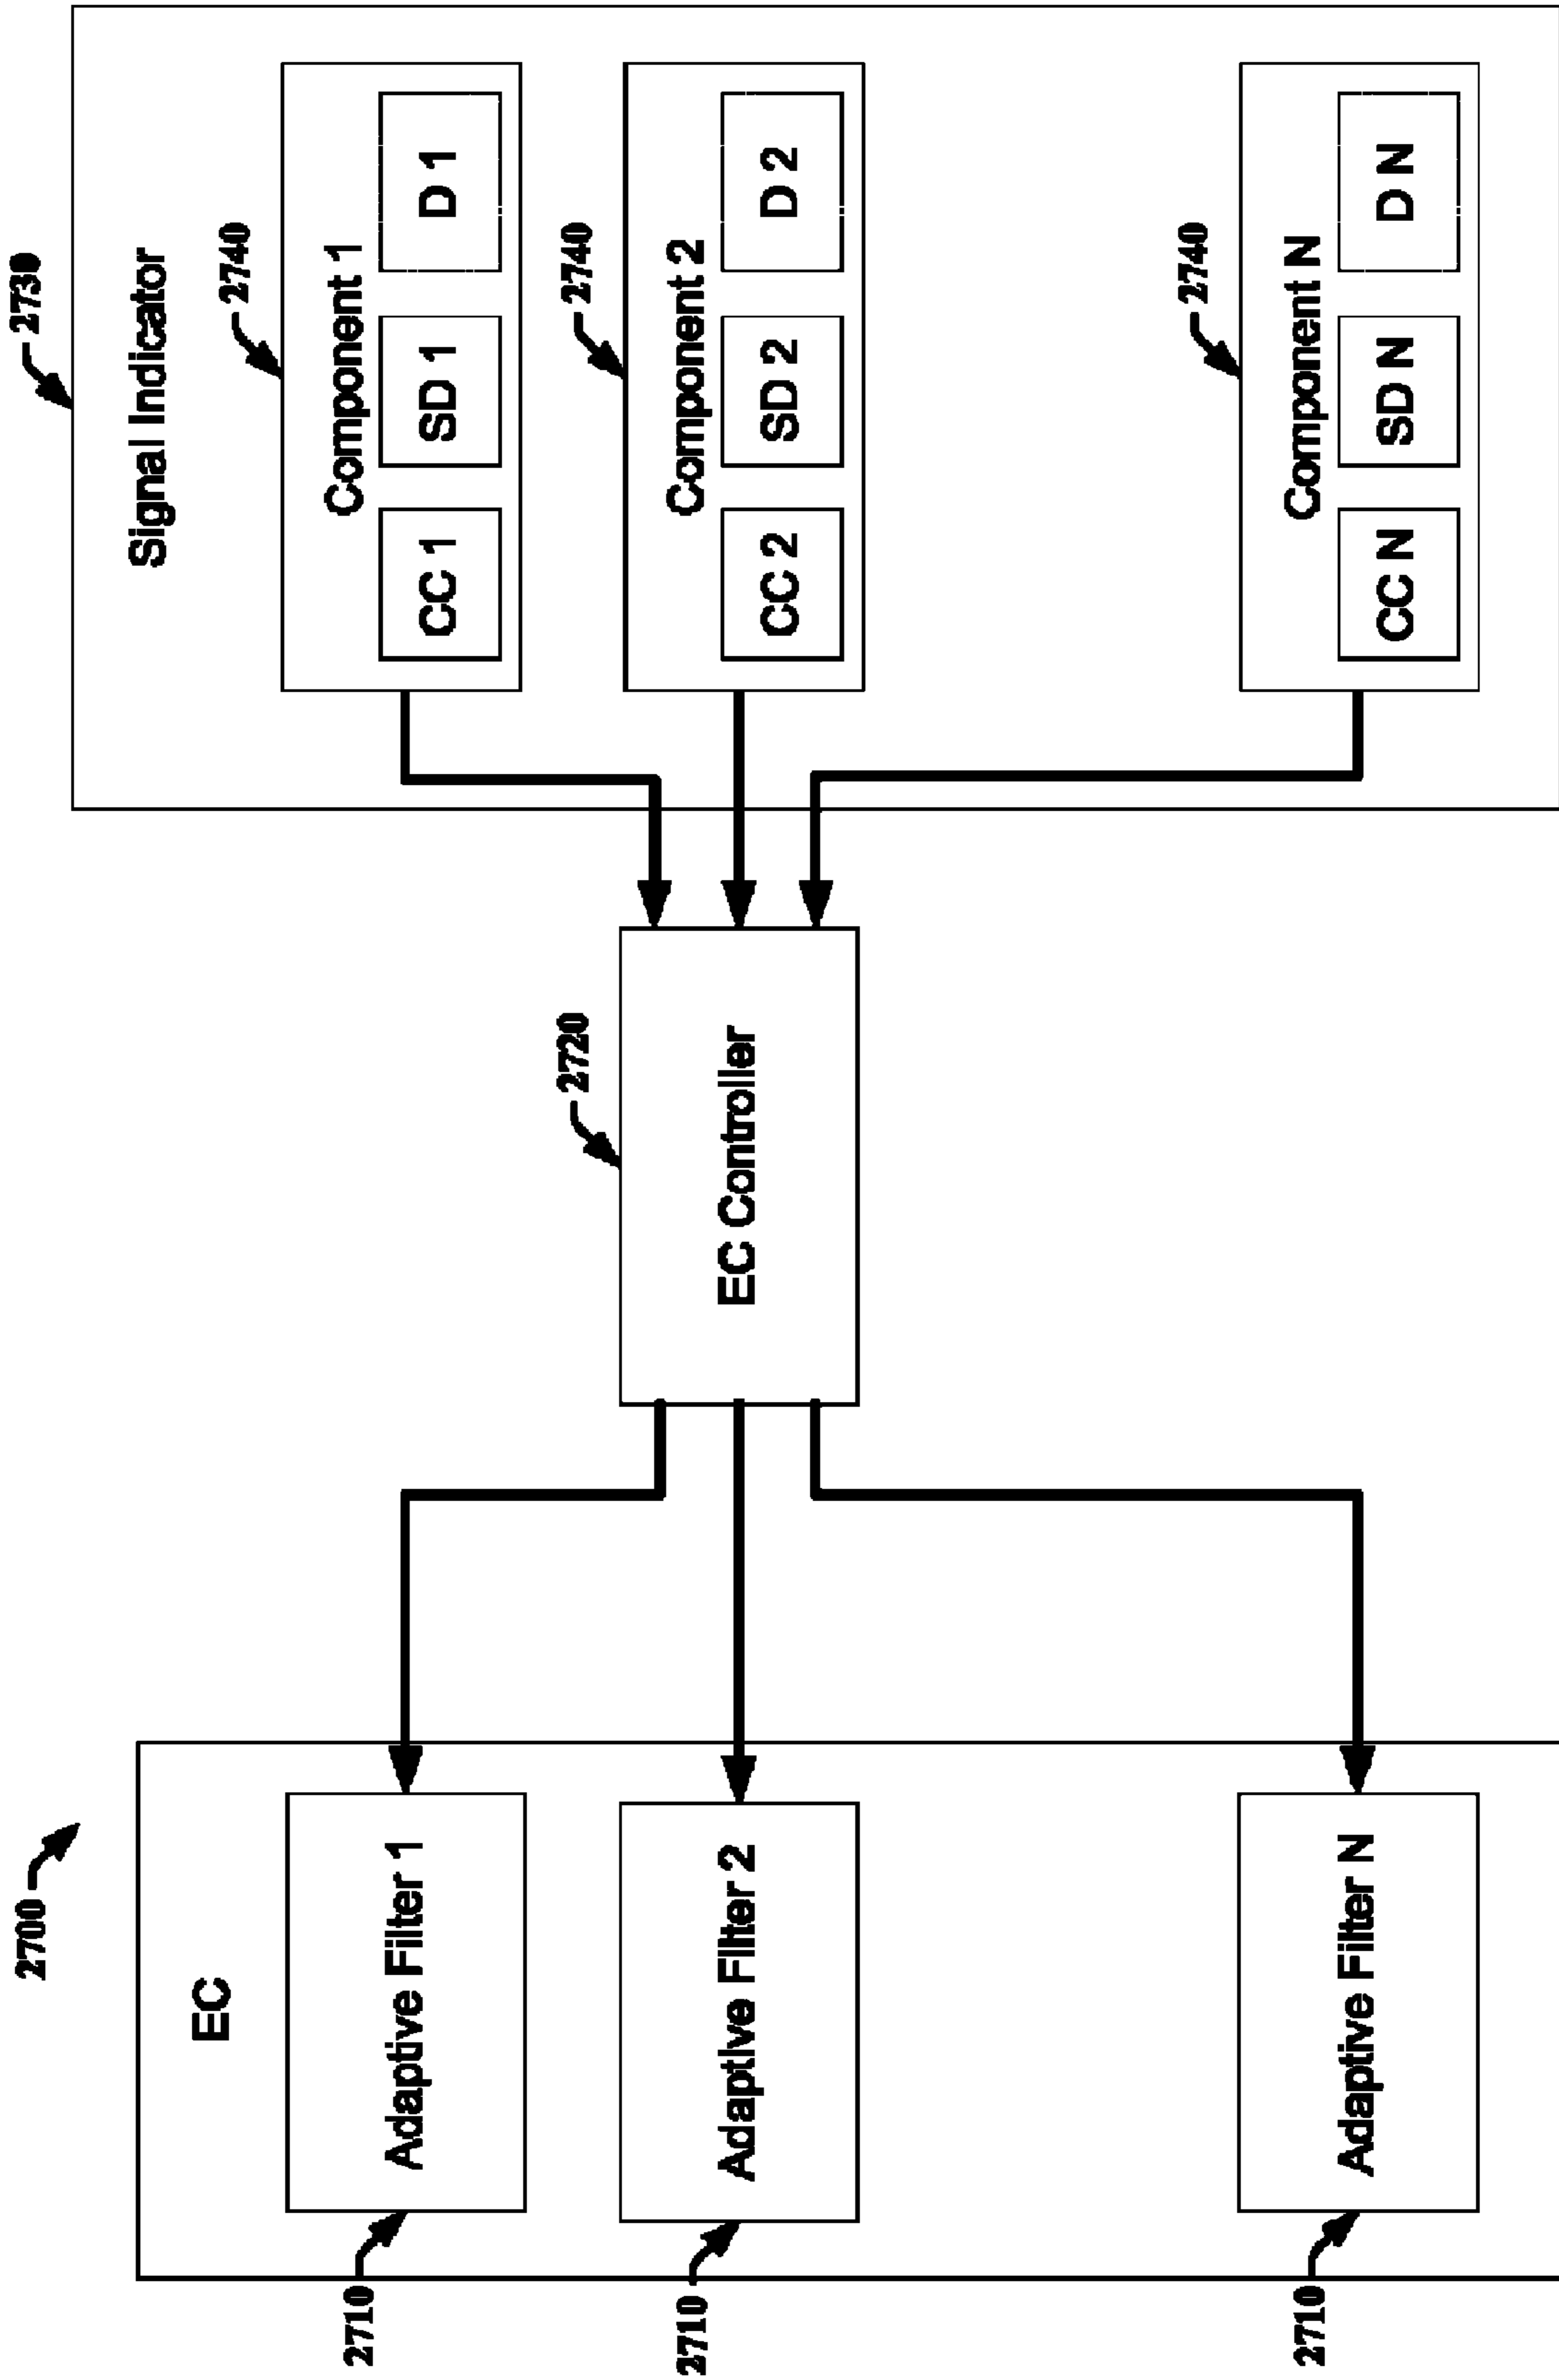 2700
EC
2710
Adaptive Filter 1
2710
Adaptive Filter 2
2710
Adaptive Filter N
2720
EC Controller
2730
Signal Indicator
2740
Component 1
CC 1
SD 1
D 1
2740
Component 2
CC 2
SD 2
D 2
2740
Component N
CC N
SD N
D N